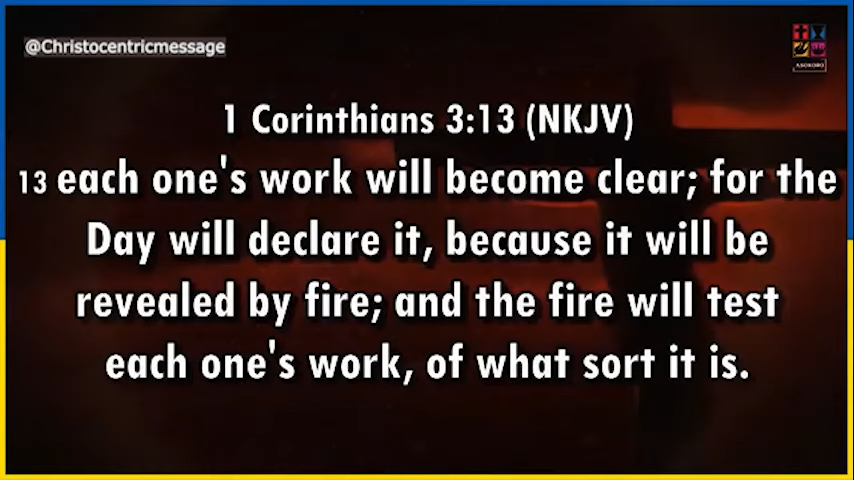 @Christocentricmessage
ASOKORO
1 Corinthians 3:13 (NKJV)
13 each one's work will become clear; for the
Day will declare it, because it will be
revealed by fire; and the fire will test
each one's work, of what sort it is.